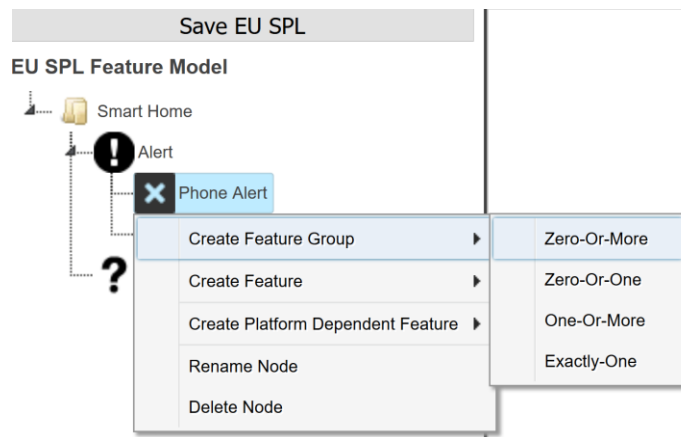 Save EU SPL
EU SPL Feature Model
Smart Home
Alert
Phone Alert
Create Feature Group
Create Feature
?
Create Platform Dependent Feature
Rename Node
Delete Node
Zero-Or-More
Zero-Or-One
One-Or-More
Exactly-One